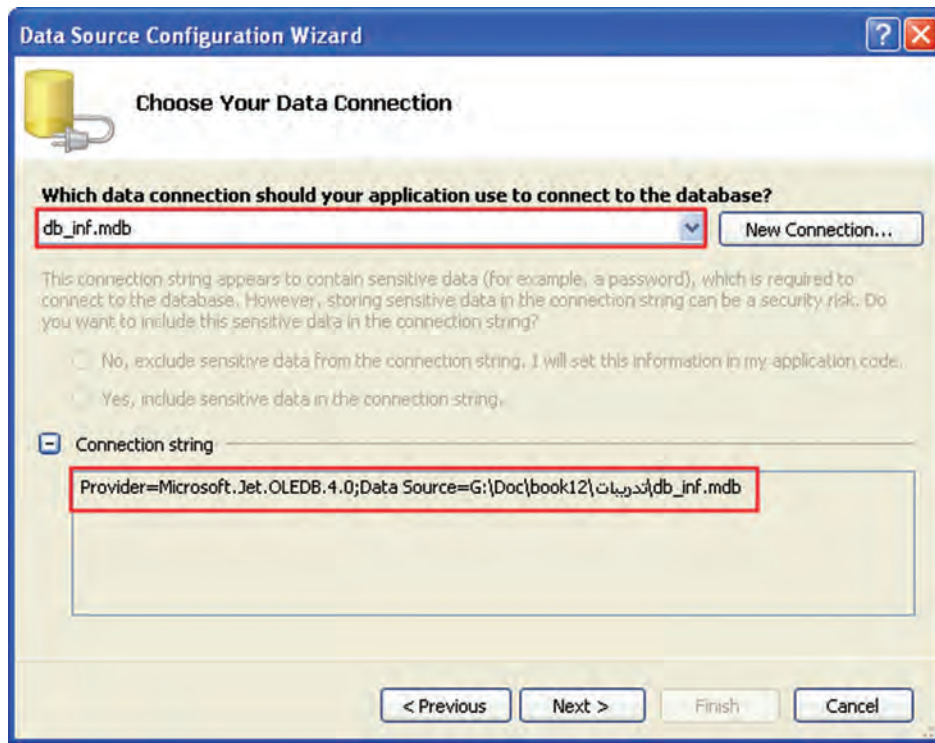 Data Source Configuration Wizard
Choose Your Data Connection
Which data connection should your application use to connect to the database?
db_inf.mdb
New Connection...
This connection string appears to contain sensitive data (for example, a password), which is required to
connect to the database. However, storing sensitive data in the connection string can be a security risk. Do
you want to include this sensitive data in the connection string?
No, exclude sensitive data from the connection string. I will set this information in my application code.
Yes, include sensitive data in the connection string.
Connection string
Provider=Microsoft.Jet.OLEDB.4.0;Data Source=G:\Doc\book12\تدريبات\db_inf.mdb
< Previous
Next >
Finish
Cancel